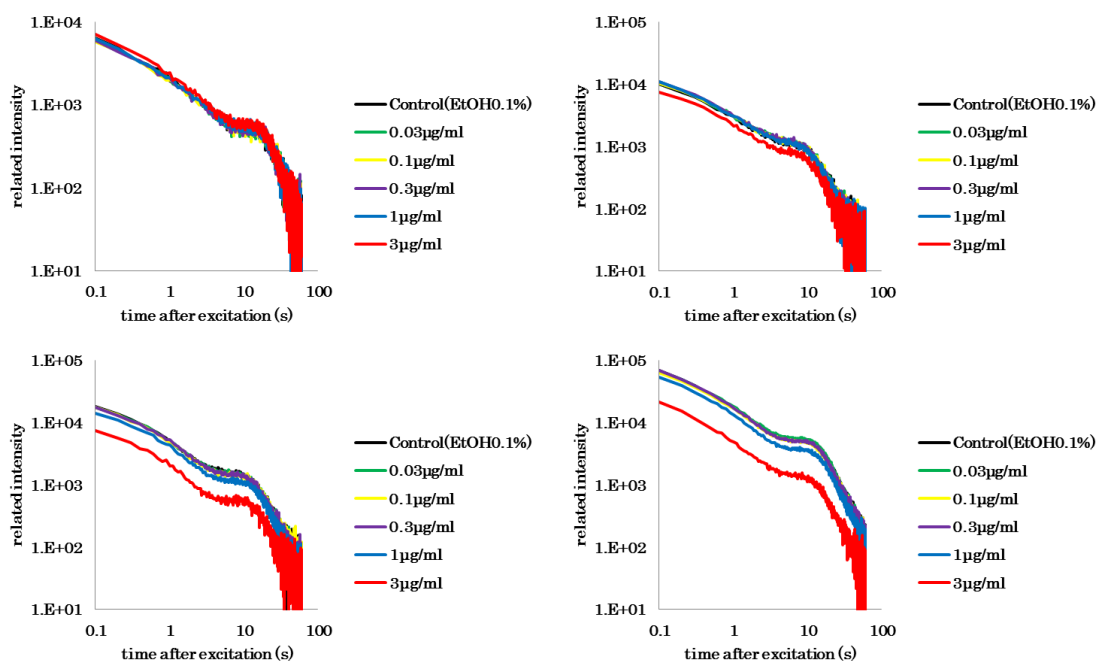 1.E+04
1.E+03
1.E+02
1.E+01
related intensity
0.1 1 10 100
time after excitation (s)
Control(EtOH0.1%)
0.03µg/ml
0.1µg/ml
0.3µg/ml
1µg/ml
3µg/ml
1.E+05
1.E+04
1.E+03
1.E+02
1.E+01
related intensity
0.1 1 10 100
time after excitation (s)
Control(EtOH0.1%)
0.03µg/ml
0.1µg/ml
0.3µg/ml
1µg/ml
3µg/ml
1.E+05
1.E+04
1.E+03
1.E+02
1.E+01
related intensity
0.1 1 10 100
time after excitation (s)
Control(EtOH0.1%)
0.03µg/ml
0.1µg/ml
0.3µg/ml
1µg/ml
3µg/ml
1.E+05
1.E+04
1.E+03
1.E+02
1.E+01
related intensity
0.1 1 10 100
time after excitation (s)
Control(EtOH0.1%)
0.03µg/ml
0.1µg/ml
0.3µg/ml
1µg/ml
3µg/ml